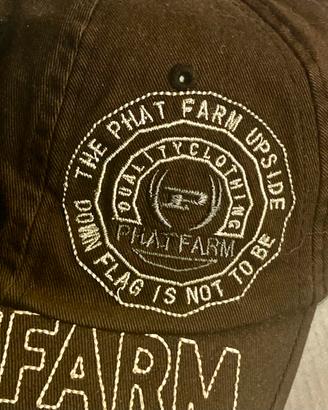 THE PHAT FARM UPSIDE DOWN FLAG IS NOT TO BE
QUALITY CLOTHING
PHAT FARM
FARM